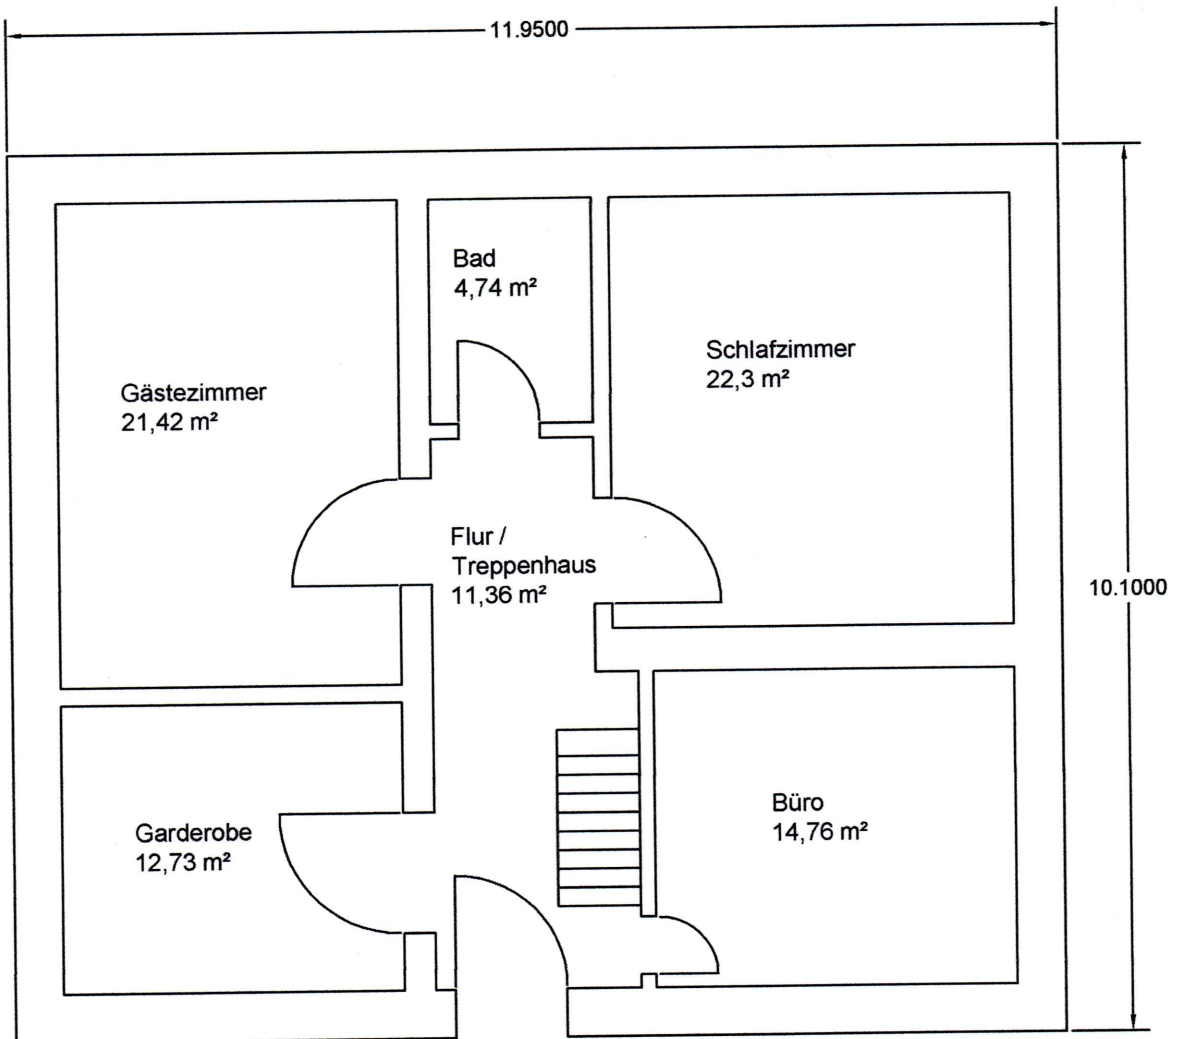 11.9500
Bad
4,74 m²
Schlafzimmer
22,3 m²
Gästezimmer
21,42 m²
Flur /
Treppenhaus
11,36 m²
10.1000
Büro
14,76 m²
Garderobe
12,73 m²